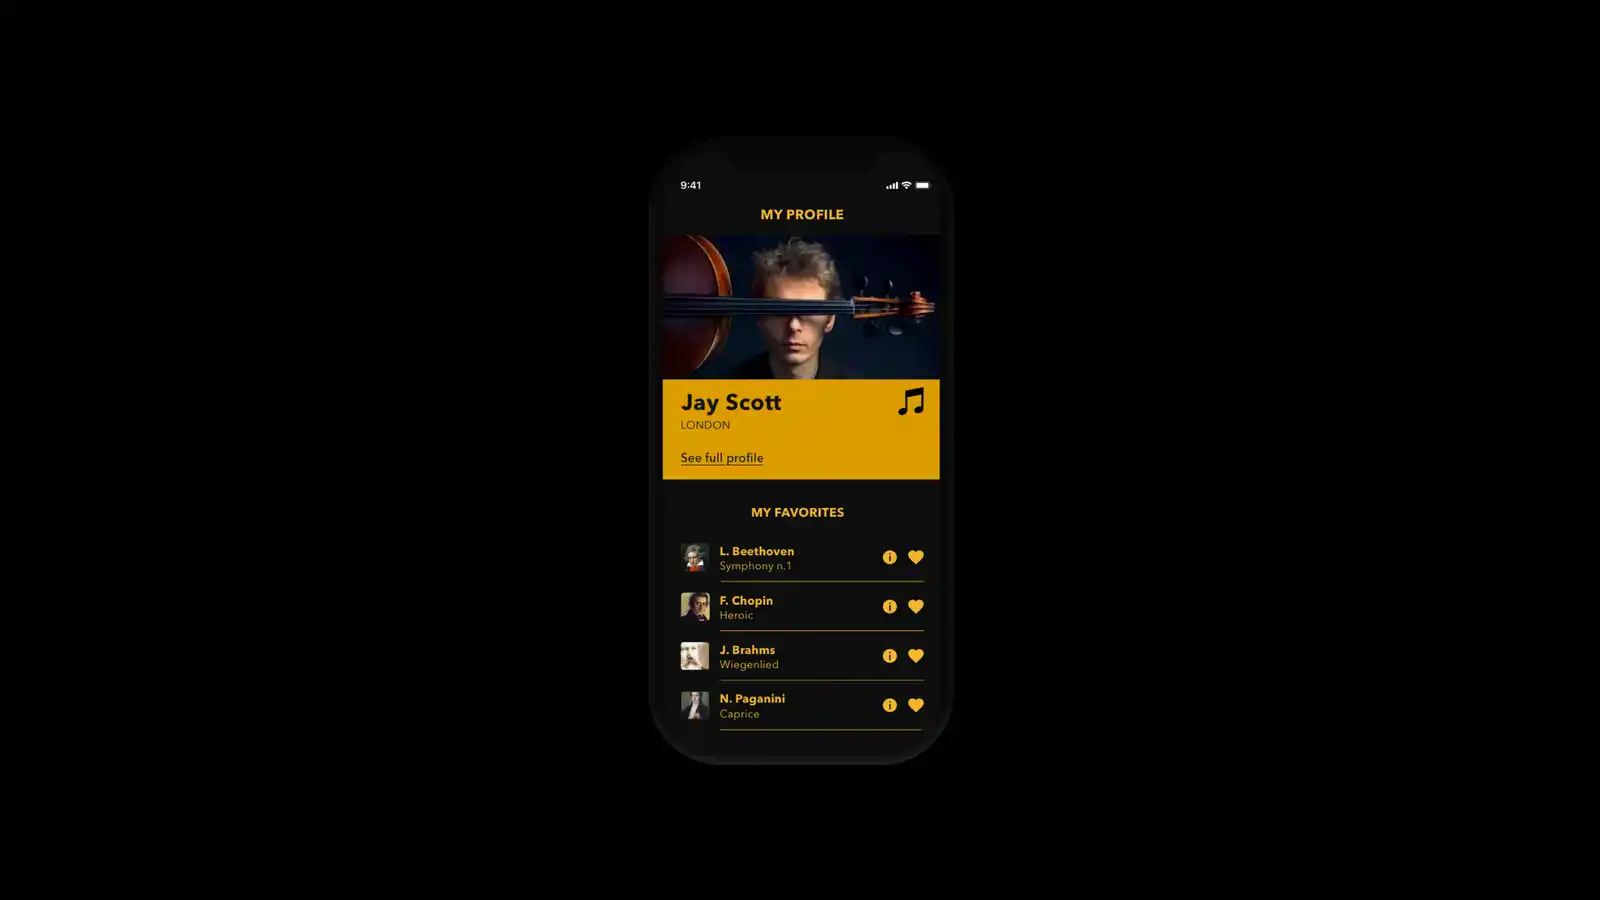 9:41
MY PROFILE
Jay Scott
LONDON
See full profile
MY FAVORITES
L. Beethoven
Symphony n.1
F. Chopin
Heroic
J. Brahms
Wiegenlied
N. Paganini
Caprice